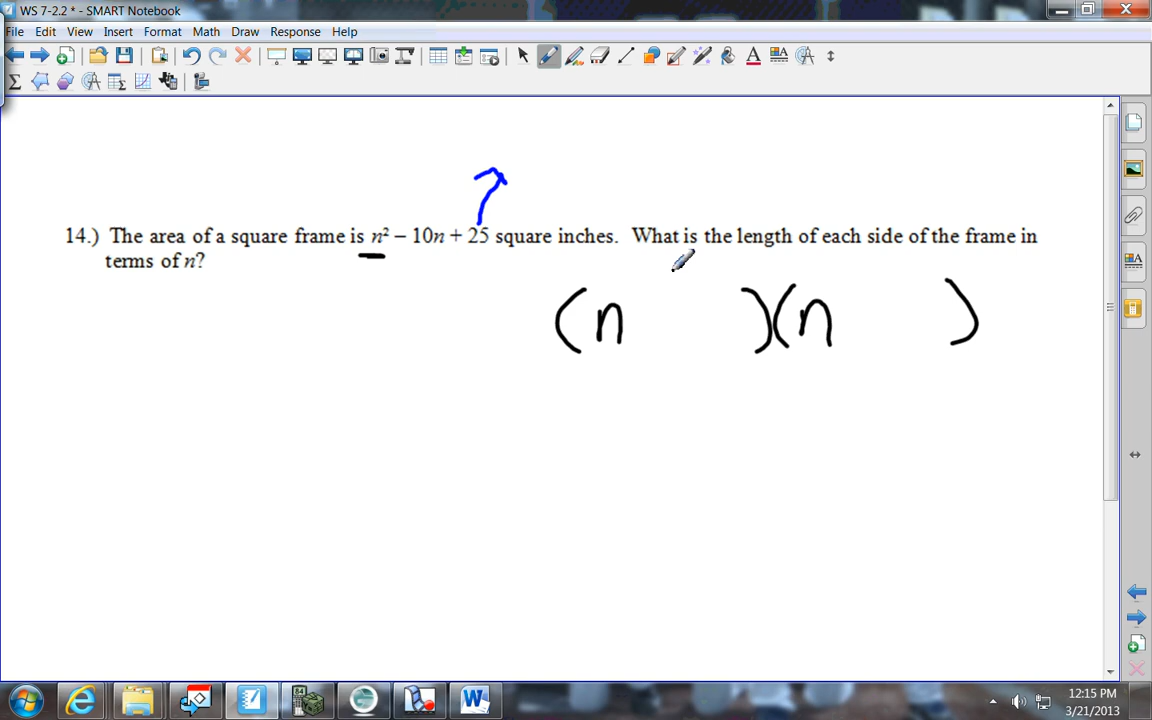 WS 7-2.2 * - SMART Notebook
File Edit View Insert Format Math Draw Response Help
14.) The area of a square frame is n² – 10n + 25 square inches. What is the length of each side of the frame in
terms of n?
(n )(n )
12:15 PM
3/21/2013